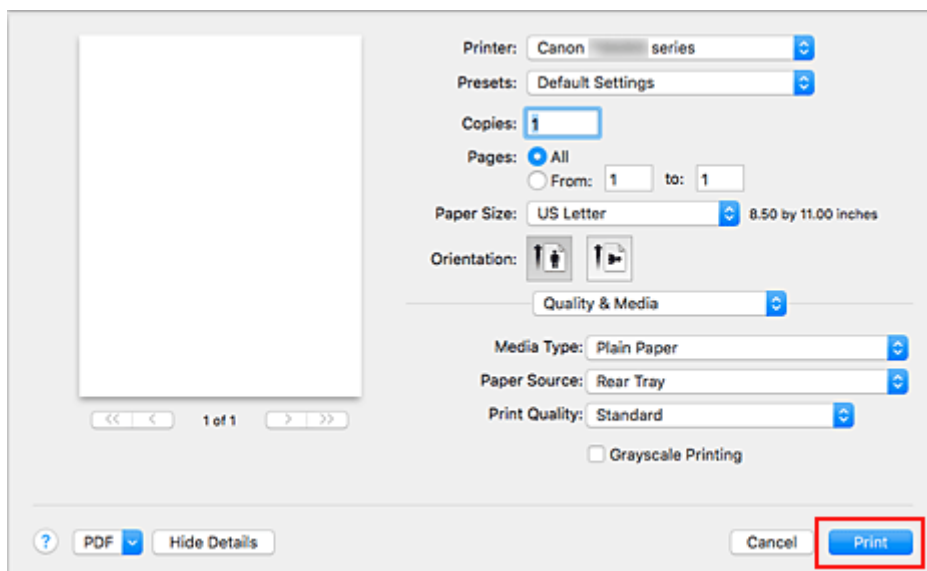 Printer: Canon series
Presets: Default Settings
Copies: 1
Pages: All
From: 1 to: 1
Paper Size: US Letter 8.50 by 11.00 inches
Orientation:
Quality & Media
Media Type: Plain Paper
Paper Source: Rear Tray
Print Quality: Standard
Grayscale Printing
<< < 1 of 1 > >>
? PDF Hide Details Cancel Print